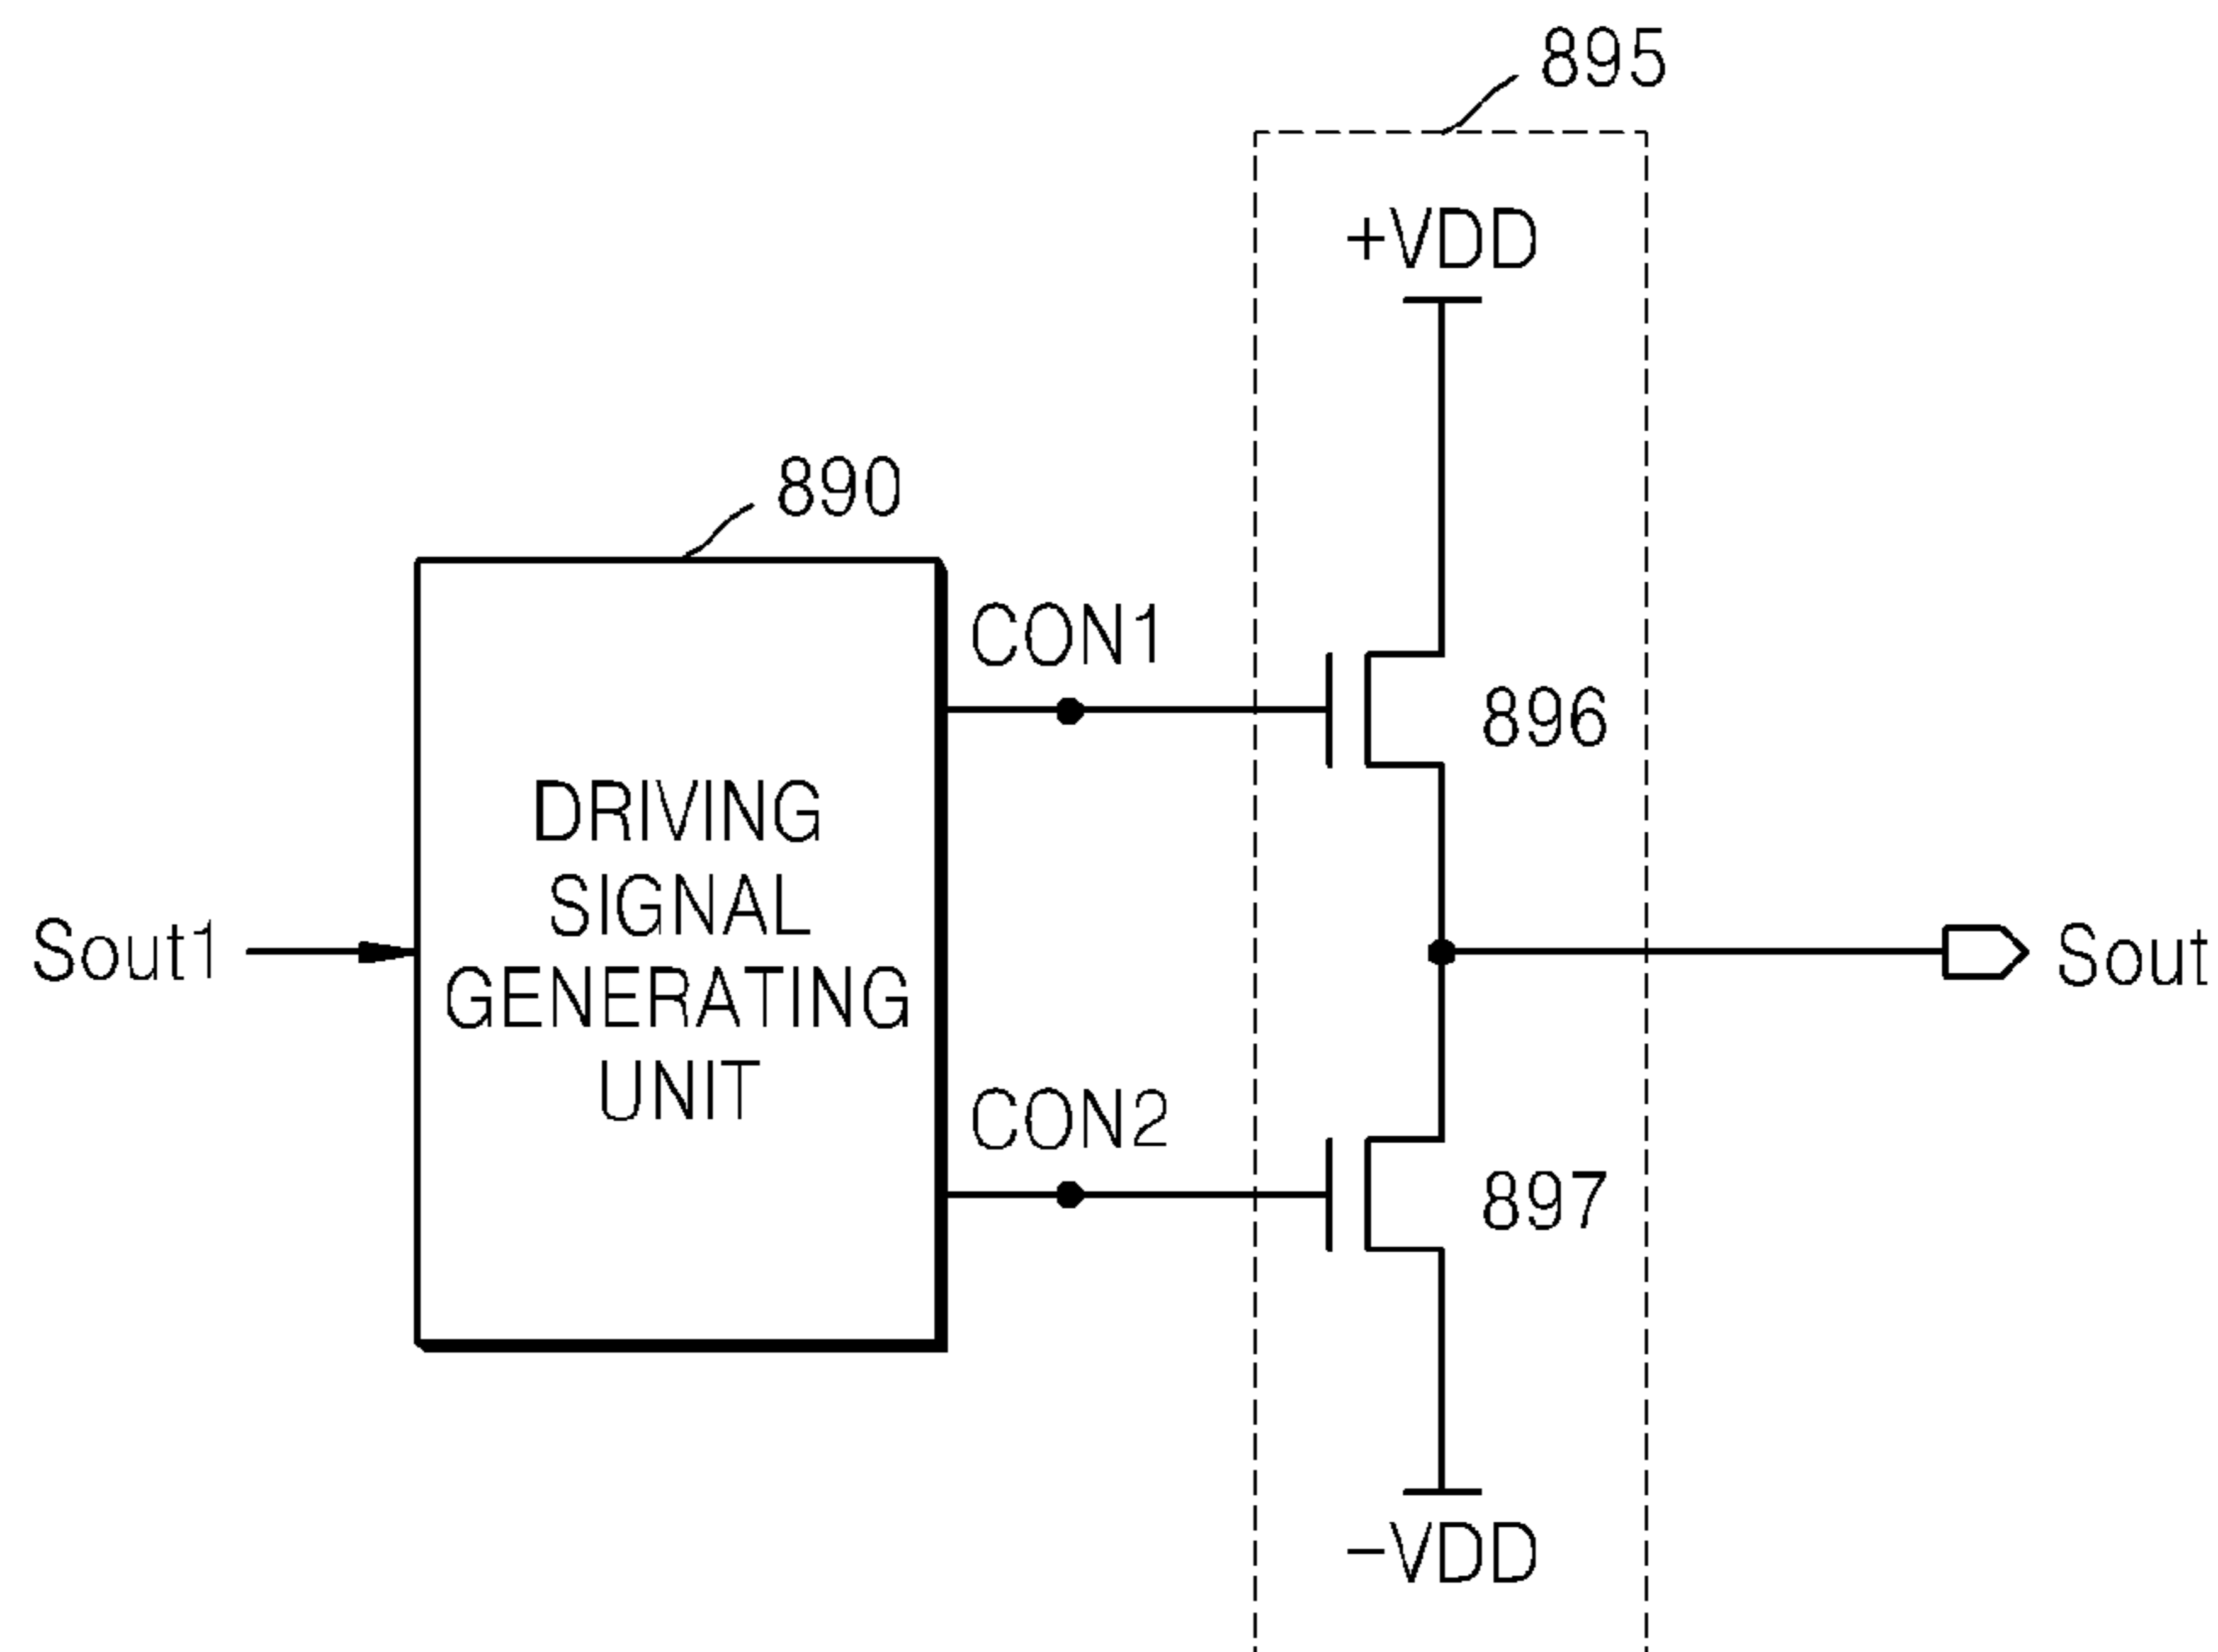 895
+VDD
890
CON1
896
DRIVING
SIGNAL
GENERATING
UNIT
Sout1
Sout
CON2
897
-VDD